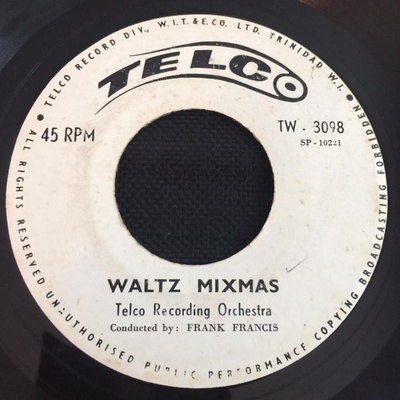 • TELCO RECORD DIV., W.I.T.&E.CO. LTD. TRINIDAD W.I. •
TELCO
45 RPM
TW - 3098
SP - 10221
WALTZ MIXMAS
Telco Recording Orchestra
Conducted by: FRANK FRANCIS
ALL RIGHTS RESERVED UNAUTHORISED PUBLIC PERFORMANCE COPYING BROADCASTING FORBIDDEN